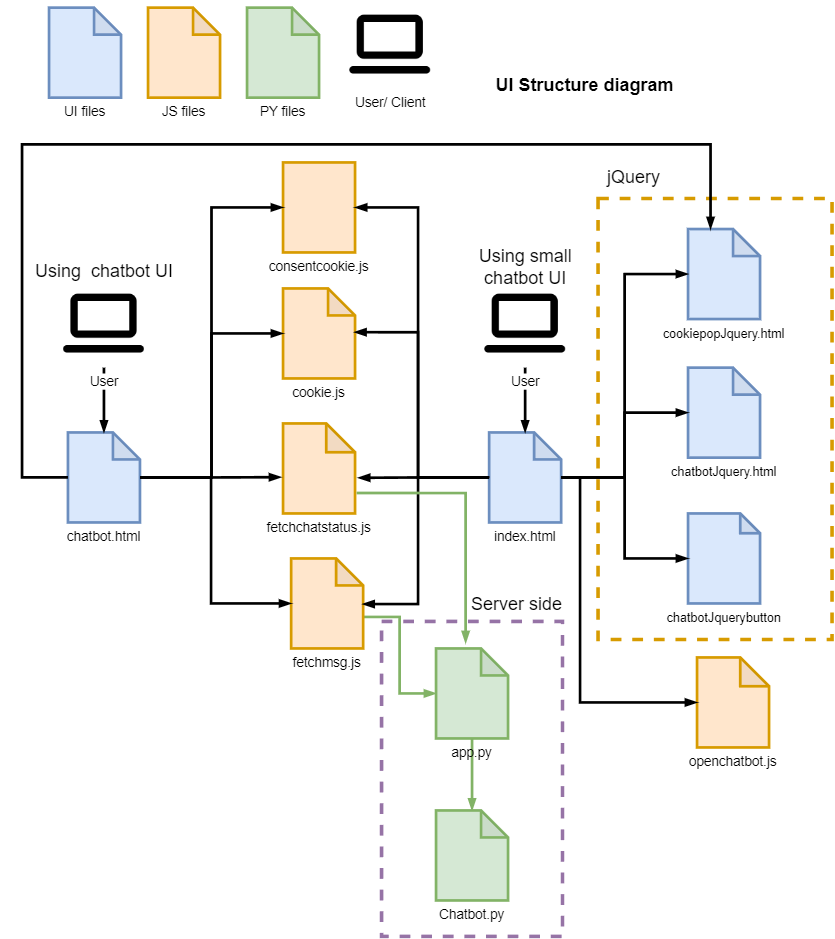 UI files
JS files
PY files
User/ Client
UI Structure diagram
jQuery
consentcookie.js
Using  chatbot UI
Using small
chatbot UI
cookiepopJquery.html
User
cookie.js
User
chatbotJquery.html
chatbot.html
fetchchatstatus.js
index.html
chatbotJquerybutton
Server side
fetchmsg.js
app.py
openchatbot.js
Chatbot.py